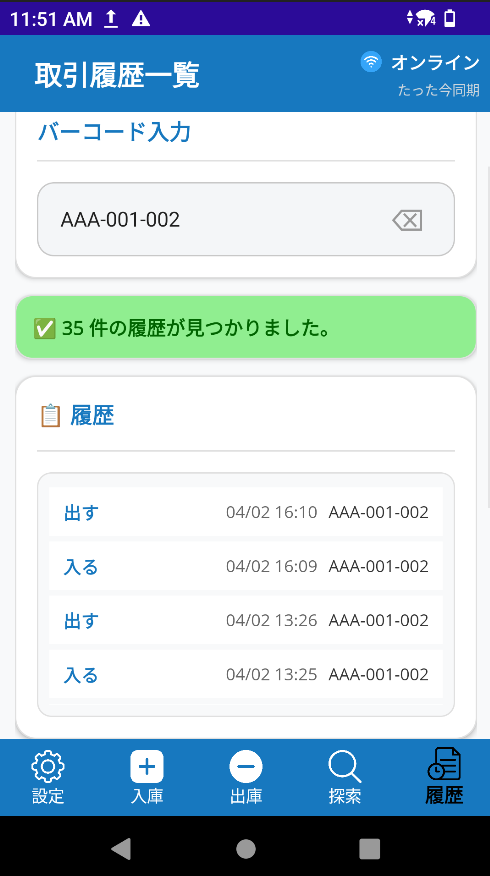 11:51 AM
4
取引履歴一覧
オンライン
たった今同期
バーコード入力
AAA-001-002
✅ 35 件の履歴が見つかりました。
📋 履歴
出す 04/02 16:10 AAA-001-002
入る 04/02 16:09 AAA-001-002
出す 04/02 13:26 AAA-001-002
入る 04/02 13:25 AAA-001-002
設定 入庫 出庫 探索 履歴